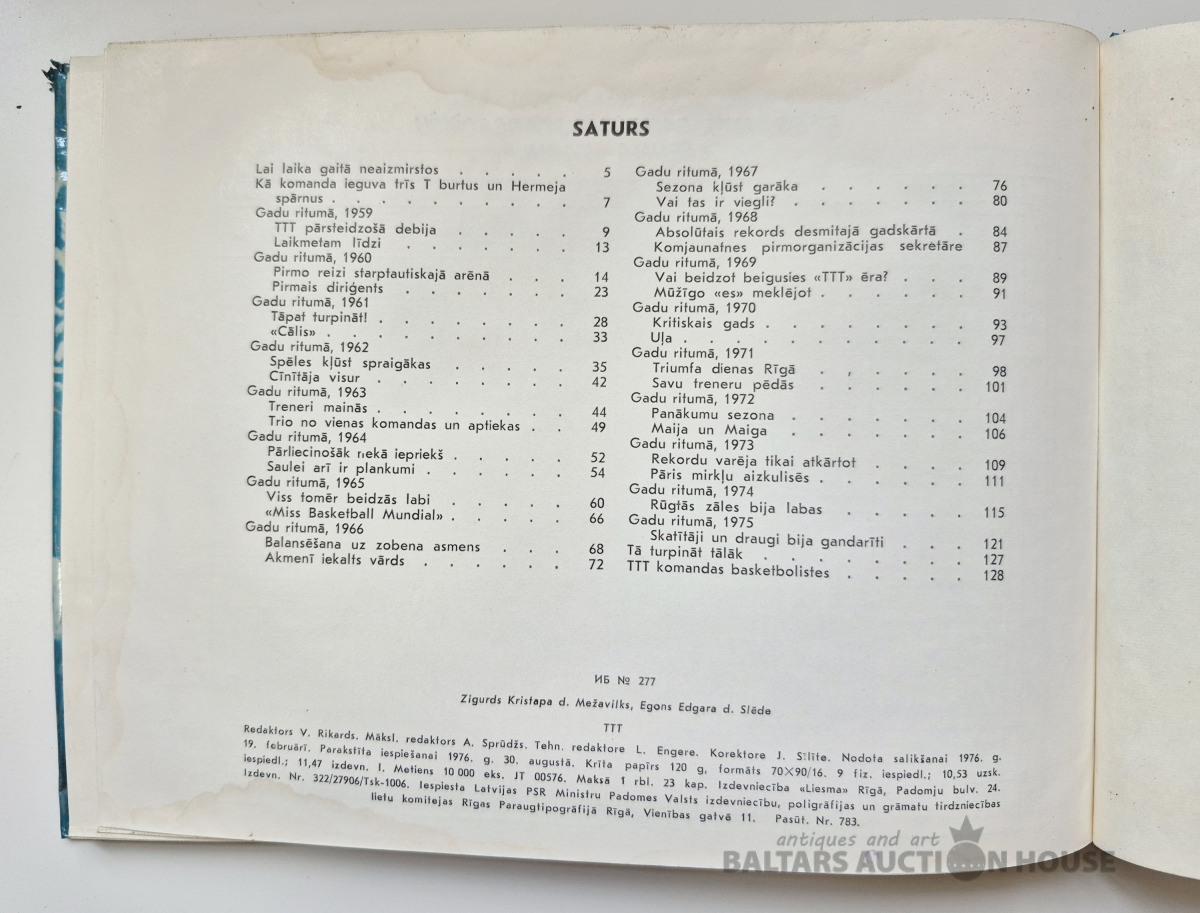 SATURS
Lai laika gaitā neaizmirstos . . . . . 5
Kā komanda ieguva trīs T burtus un Hermeja
spārnus . . . . . . . . . 7
Gadu ritumā, 1959
TTT pārsteidzošā debija . . . . . 9
Laikmetam līdzi . . . . . . 13
Gadu ritumā, 1960
Pirmo reizi starptautiskajā arēnā . . . 14
Pirmais diriģents . . . . . . 23
Gadu ritumā, 1961
Tāpat turpināt! . . . . . . . 28
«Cālis» . . . . . . . . 33
Gadu ritumā, 1962
Spēles kļūst spraigākas . . . . . 35
Cīnītāja visur . . . . . . . 42
Gadu ritumā, 1963
Treneri mainās . . . . . . . 44
Trio no vienas komandas un aptiekas . . 49
Gadu ritumā, 1964
Pārliecinošāk nekā iepriekš . . . . . 52
Saulei arī ir plankumi . . . . . 54
Gadu ritumā, 1965
Viss tomēr beidzās labi . . . . . 60
«Miss Basketball Mundial» . . . . . 66
Gadu ritumā, 1966
Balansēšana uz zobena asmens . . . 68
Akmenī iekalts vārds . . . . . . 72
Gadu ritumā, 1967
Sezona kļūst garāka . . . . . . 76
Vai tas ir viegli? . . . . . . . 80
Gadu ritumā, 1968
Absolūtais rekords desmitajā gadskārtā . 84
Komjaunatnes pirmorganizācijas sekretāre 87
Gadu ritumā, 1969
Vai beidzot beigusies «TTT» ēra? . . . 89
Mūžīgo «es» meklējot . . . . . . 91
Gadu ritumā, 1970
Kritiskais gads . . . . . . . . 93
Uļa . . . . . . . . . . 97
Gadu ritumā, 1971
Triumfa dienas Rīgā . . . . . . 98
Savu treneru pēdās . . . . . . 101
Gadu ritumā, 1972
Panākumu sezona . . . . . . . 104
Maija un Maiga . . . . . . . 106
Gadu ritumā, 1973
Rekordu varēja tikai atkārtot . . . . 109
Pāris mirkļu aizkulisēs . . . . . . 111
Gadu ritumā, 1974
Rūgtās zāles bija labas . . . . . 115
Gadu ritumā, 1975
Skatītāji un draugi bija gandarīti . . . 121
Tā turpināt tālāk . . . . . . . . 127
TTT komandas basketbolistes . . . . . 128
ИБ № 277
Zigurds Kristapa d. Mežavilks, Egons Edgara d. Slēde
TTT
Redaktors V. Rikards. Māksl. redaktors A. Sprūdžs. Tehn. redaktore L. Engere. Korektore J. Sīlīte. Nodota salikšanai 1976. g.
19. februārī. Parakstīta iespiešanai 1976. g. 30. augustā. Krīta papīrs 120 g, formāts 70×90/16. 9 fiz. iespiedl.; 10,53 uzsk.
iespiedl.; 11,47 izdevn. l. Metiens 10 000 eks. JT 00576. Maksā 1 rbl. 23 kap. Izdevniecība «Liesma» Rīgā, Padomju bulv. 24.
Izdevn. Nr. 322/27906/Tsk-1006. Iespiesta Latvijas PSR Ministru Padomes Valsts izdevniecību, poligrāfijas un grāmatu tirdzniecības
lietu komitejas Rīgas Paraugtipogrāfijā Rīgā, Vienības gatvē 11. Pasūt. Nr. 783.
antiques and art
BALTARS AUCTION HOUSE